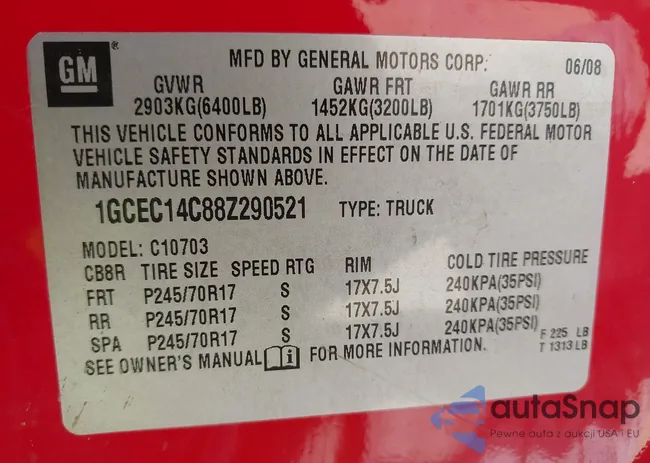 GM®
MFD BY GENERAL MOTORS CORP: 06/08
GVWR GAWR FRT GAWR RR
2903KG(6400LB) 1452KG(3200LB) 1701KG(3750LB)
THIS VEHICLE CONFORMS TO ALL APPLICABLE U.S. FEDERAL MOTOR
VEHICLE SAFETY STANDARDS IN EFFECT ON THE DATE OF
MANUFACTURE SHOWN ABOVE.
1GCEC14C88Z290521 TYPE: TRUCK
MODEL: C10703
CB8R TIRE SIZE SPEED RTG RIM COLD TIRE PRESSURE
FRT P245/70R17 S 17X7.5J 240KPA(35PSI)
RR P245/70R17 S 17X7.5J 240KPA(35PSI)
SPA P245/70R17 S 17X7.5J 240KPA(35PSI)
F 225 LB
T 1313 LB
SEE OWNER'S MANUAL i FOR MORE INFORMATION.
autaSnap
Pewne auta z aukcji USA i EU